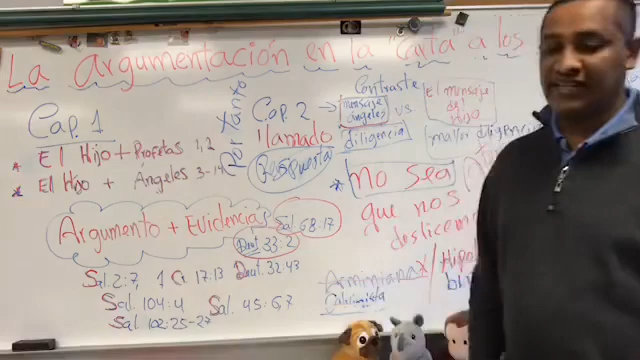 La Argumentación en la "carta" a los
Cap. 1
* El Hijo + Profetas 1,2
* El Hijo + Ángeles 3-14
Por tanto
Cap. 2 →
llamado
Respuesta
Contraste
mensaje ángeles vs
diligencia
El mensaje
del
Hijo
mayor diligencia
* no sea
que nos
deslicemos
Argumento + Evidencias
Sal 68:17
Deut 33:2
Sal. 2:7, 1 Cr. 17:13
Deut. 32:43
Sal. 104:4
Sal. 45:6,7
Sal. 102:25-27
Arminiana
Calvinista